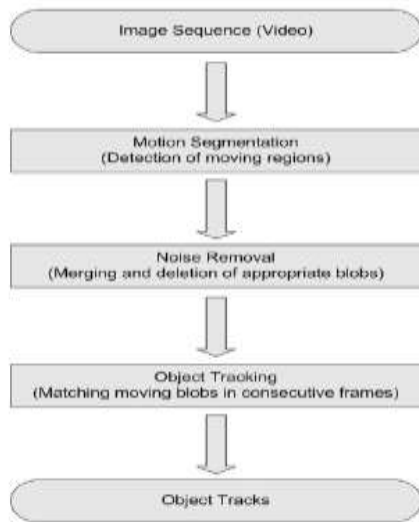 Image Sequence (Video)
Motion Segmentation
(Detection of moving regions)
Noise Removal
(Merging and deletion of appropriate blobs)
Object Tracking
(Matching moving blobs in consecutive frames)
Object Tracks